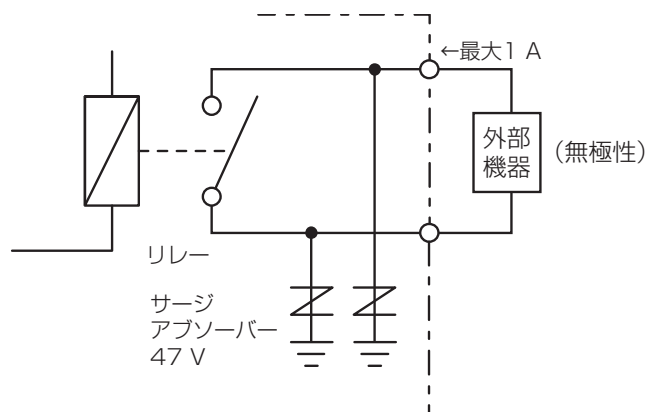 ←最大1 A
外部
機器
(無極性)
リレー
サージ
アブソーバー
47 V